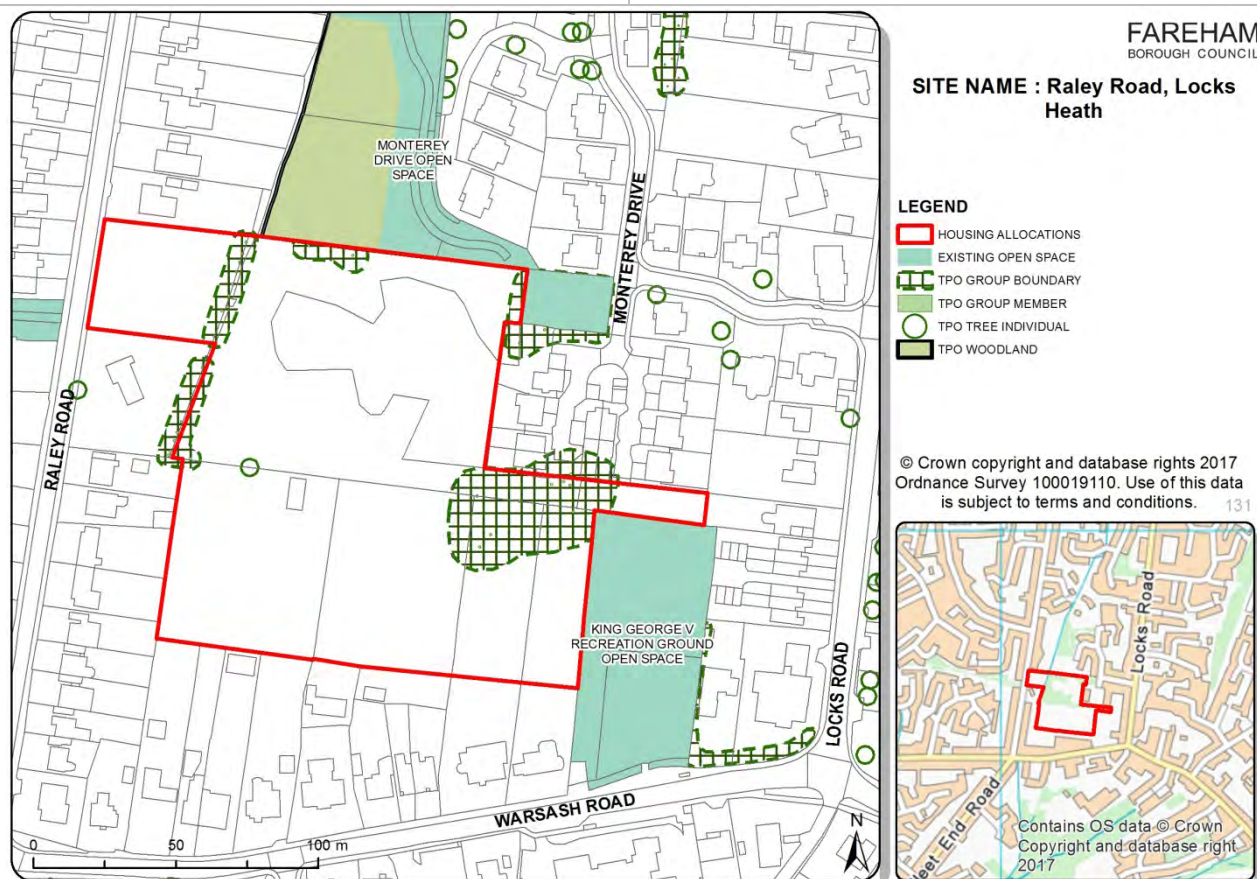 MONTEREY
DRIVE OPEN
SPACE
MONTEREY DRIVE
RALEY ROAD
KING GEORGE V
RECREATION GROUND
OPEN SPACE
LOCKS ROAD
WARSASH ROAD
0 50 100 m
N
FAREHAM
BOROUGH COUNCIL
SITE NAME : Raley Road, Locks
Heath
LEGEND
HOUSING ALLOCATIONS
EXISTING OPEN SPACE
TPO GROUP BOUNDARY
TPO GROUP MEMBER
TPO TREE INDIVIDUAL
TPO WOODLAND
© Crown copyright and database rights 2017
Ordnance Survey 100019110. Use of this data
is subject to terms and conditions.
131
Locks Road
leet-End Road
Contains OS data © Crown
Copyright and database right
2017